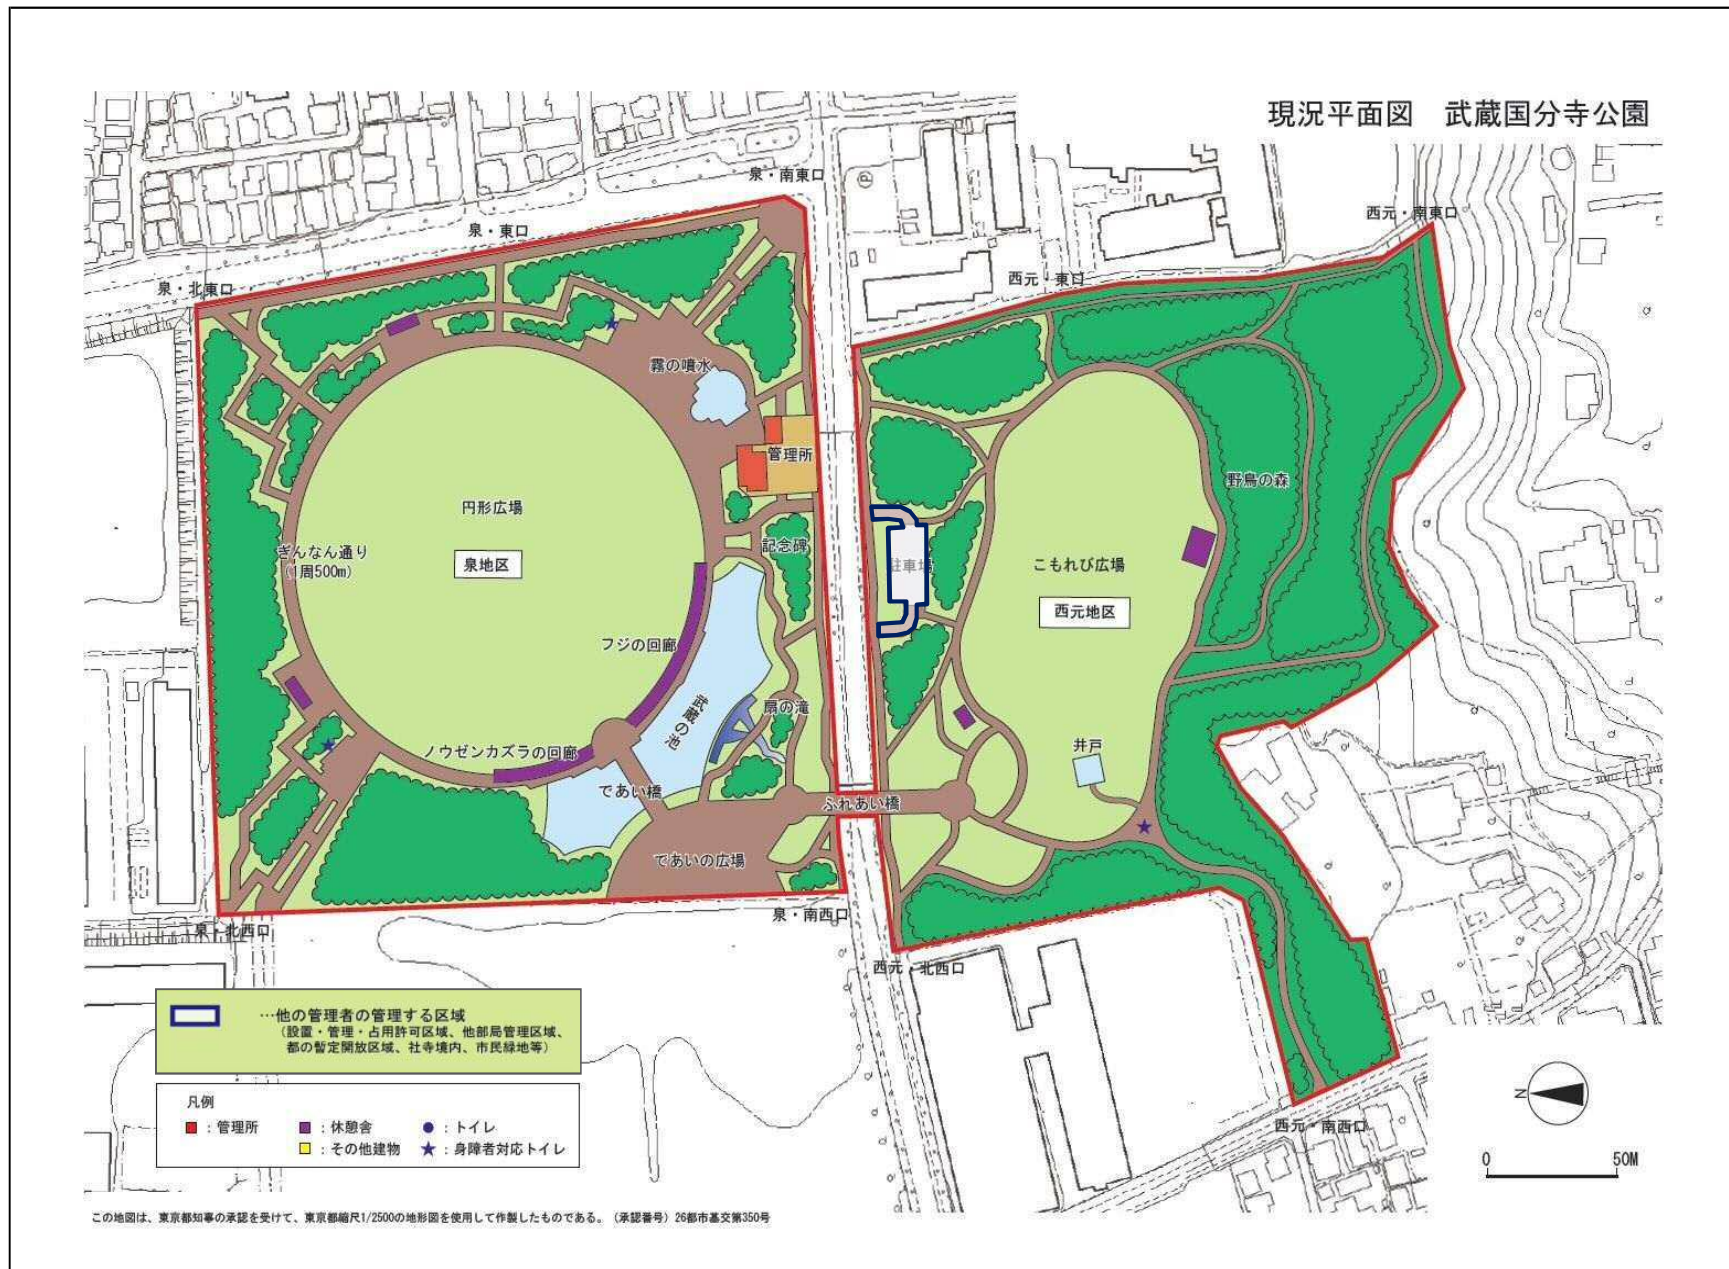 現況平面図　武蔵国分寺公園
泉・南東口
泉・東口
泉・北東口
西元・南東口
西元・東口
霧の噴水
管理所
野鳥の森
円形広場
泉地区
ぎんなん通り
(1周500m)
記念碑
駐車場
こもれび広場
西元地区
フジの回廊
武蔵の池
扇の滝
ノウゼンカズラの回廊
であい橋
井戸
ふれあい橋
であいの広場
泉・南西口
泉・北西口
西元・北西口
西元・南西口
…他の管理者の管理する区域
(設置・管理・占用許可区域、他部局管理区域、
都の暫定開放区域、社寺境内、市民緑地等)
凡例
：管理所　：休憩舎　：トイレ
：その他建物　：身障者対応トイレ
N
0　50M
この地図は、東京都知事の承認を受けて、東京都縮尺1/2500の地形図を使用して作製したものである。（承認番号）26都市基交第350号
P